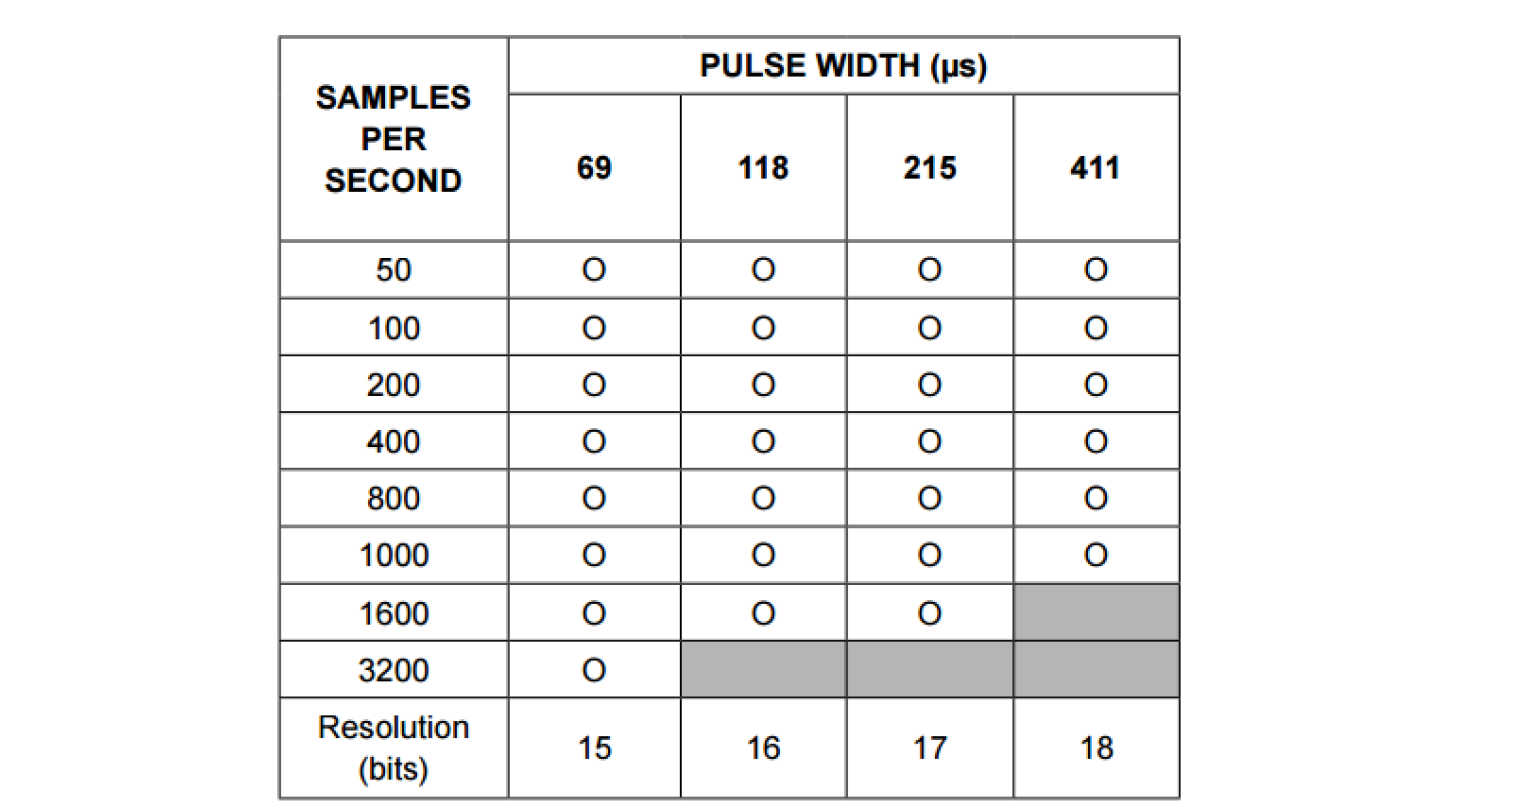 PULSE WIDTH (µs)
SAMPLES
PER
SECOND
69 118 215 411
50 O O O O
100 O O O O
200 O O O O
400 O O O O
800 O O O O
1000 O O O O
1600 O O O
3200 O
Resolution
(bits)
15 16 17 18